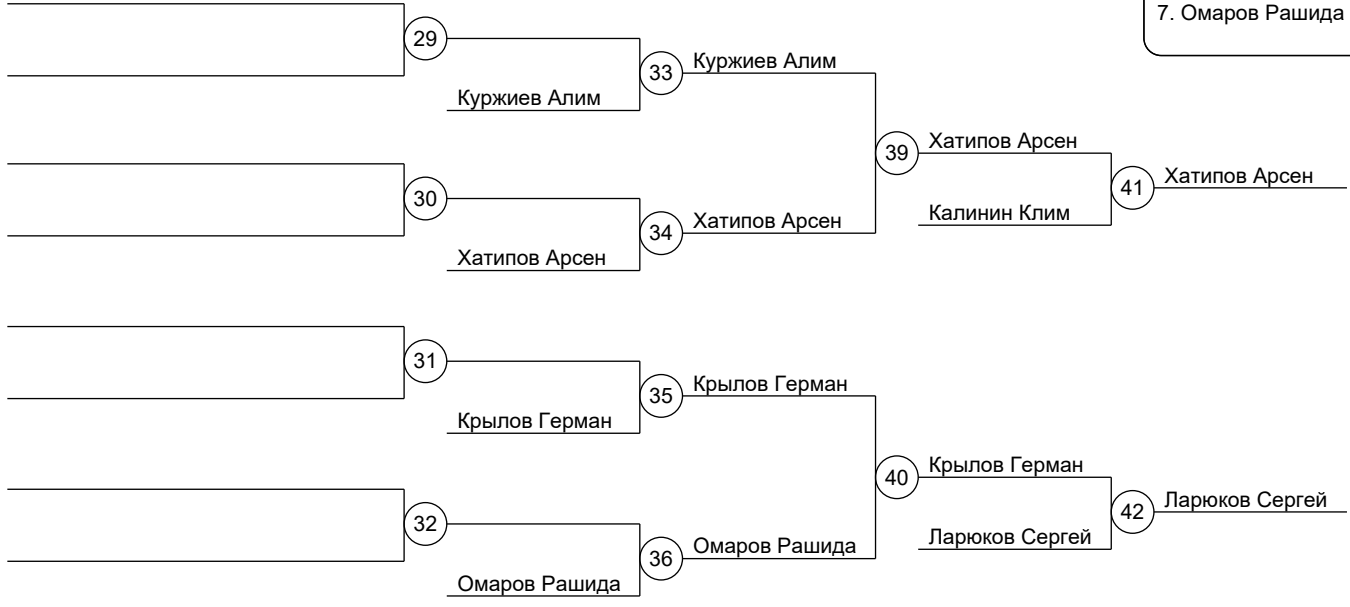 7. Омаров Рашида
29
33
Куржиев Алим
Куржиев Алим
39
Хатипов Арсен
41
Хатипов Арсен
30
34
Хатипов Арсен
Калинин Клим
Хатипов Арсен
31
35
Крылов Герман
Крылов Герман
40
Крылов Герман
42
Ларюков Сергей
32
36
Омаров Рашида
Ларюков Сергей
Омаров Рашида